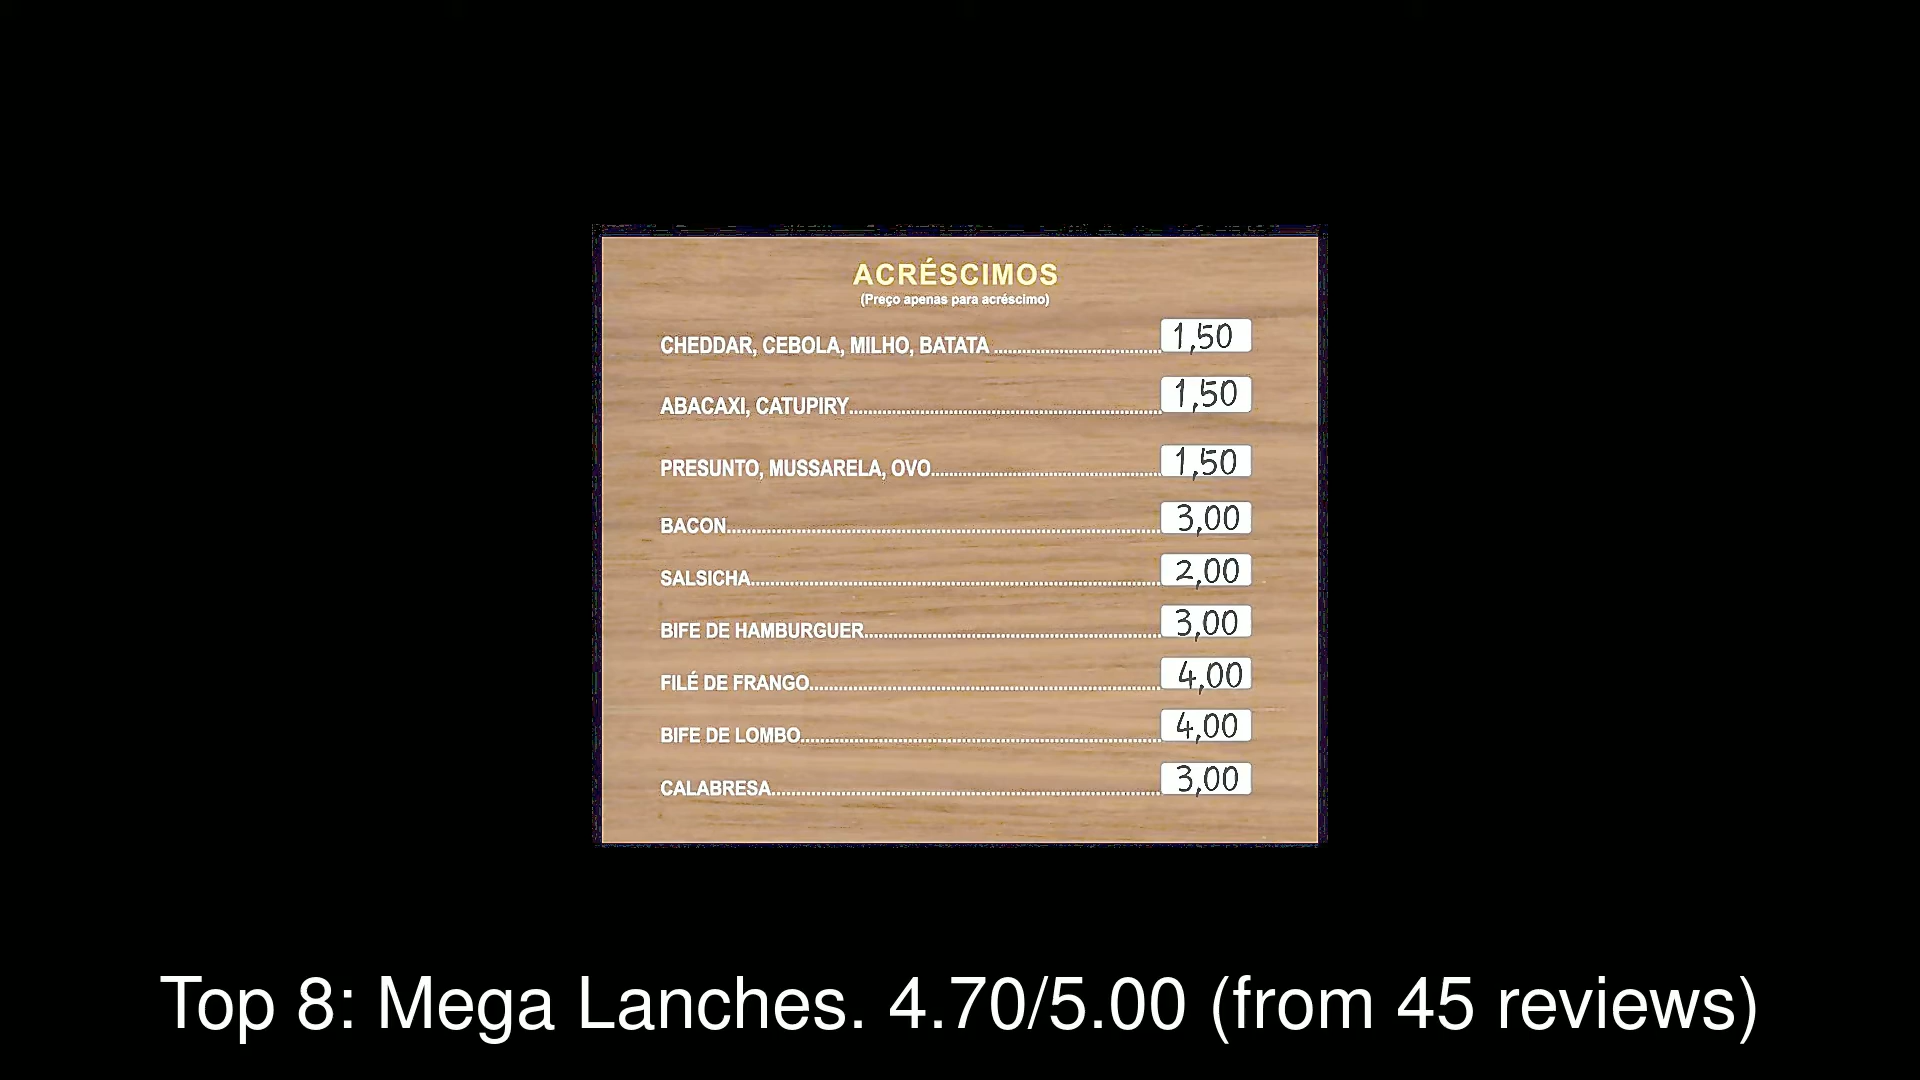 ACRÉSCIMOS
(Preço apenas para acréscimo)
CHEDDAR, CEBOLA, MILHO, BATATA ........ 1,50
ABACAXI, CATUPIRY........ 1,50
PRESUNTO, MUSSARELA, OVO........ 1,50
BACON........ 3,00
SALSICHA........ 2,00
BIFE DE HAMBURGUER........ 3,00
FILÉ DE FRANGO........ 4,00
BIFE DE LOMBO........ 4,00
CALABRESA........ 3,00
Top 8: Mega Lanches. 4.70/5.00 (from 45 reviews)